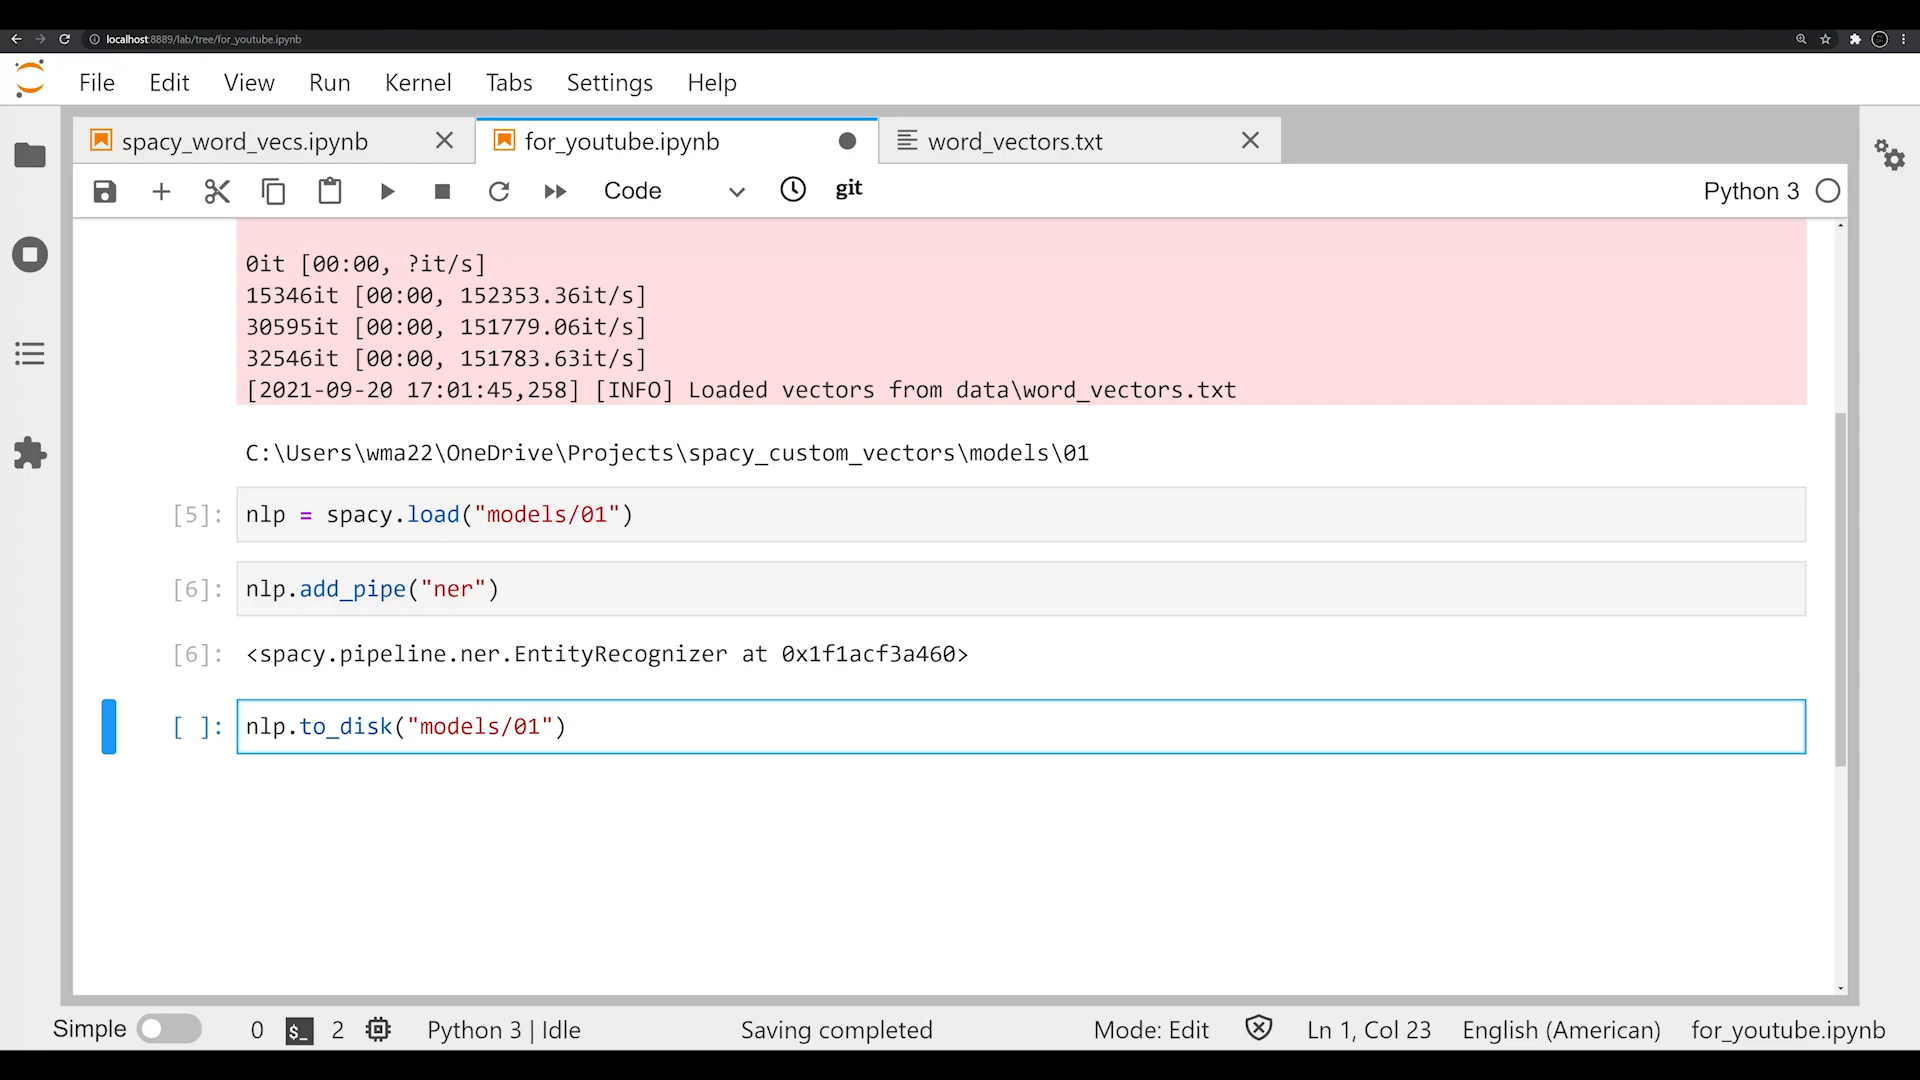 localhost:8889/lab/tree/for_youtube.ipynb
File Edit View Run Kernel Tabs Settings Help
spacy_word_vecs.ipynb for_youtube.ipynb word_vectors.txt
Code git Python 3
0it [00:00, ?it/s]
15346it [00:00, 152353.36it/s]
30595it [00:00, 151779.06it/s]
32546it [00:00, 151783.63it/s]
[2021-09-20 17:01:45,258] [INFO] Loaded vectors from data\word_vectors.txt
C:\Users\wma22\OneDrive\Projects\spacy_custom_vectors\models\01
[5]: nlp = spacy.load("models/01")
[6]: nlp.add_pipe("ner")
[6]: <spacy.pipeline.ner.EntityRecognizer at 0x1f1acf3a460>
[ ]: nlp.to_disk("models/01")
Simple 0 $_ 2 Python 3 | Idle Saving completed Mode: Edit Ln 1, Col 23 English (American) for_youtube.ipynb